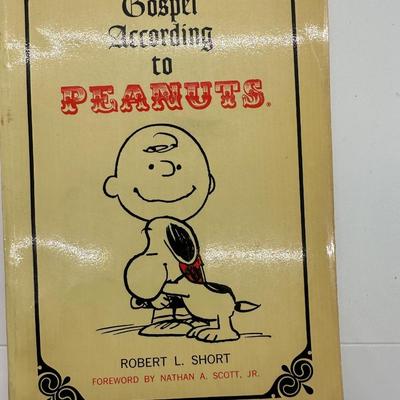 Gospel
According
to
PEANUTS®
ROBERT L. SHORT
FOREWORD BY NATHAN A. SCOTT, JR.